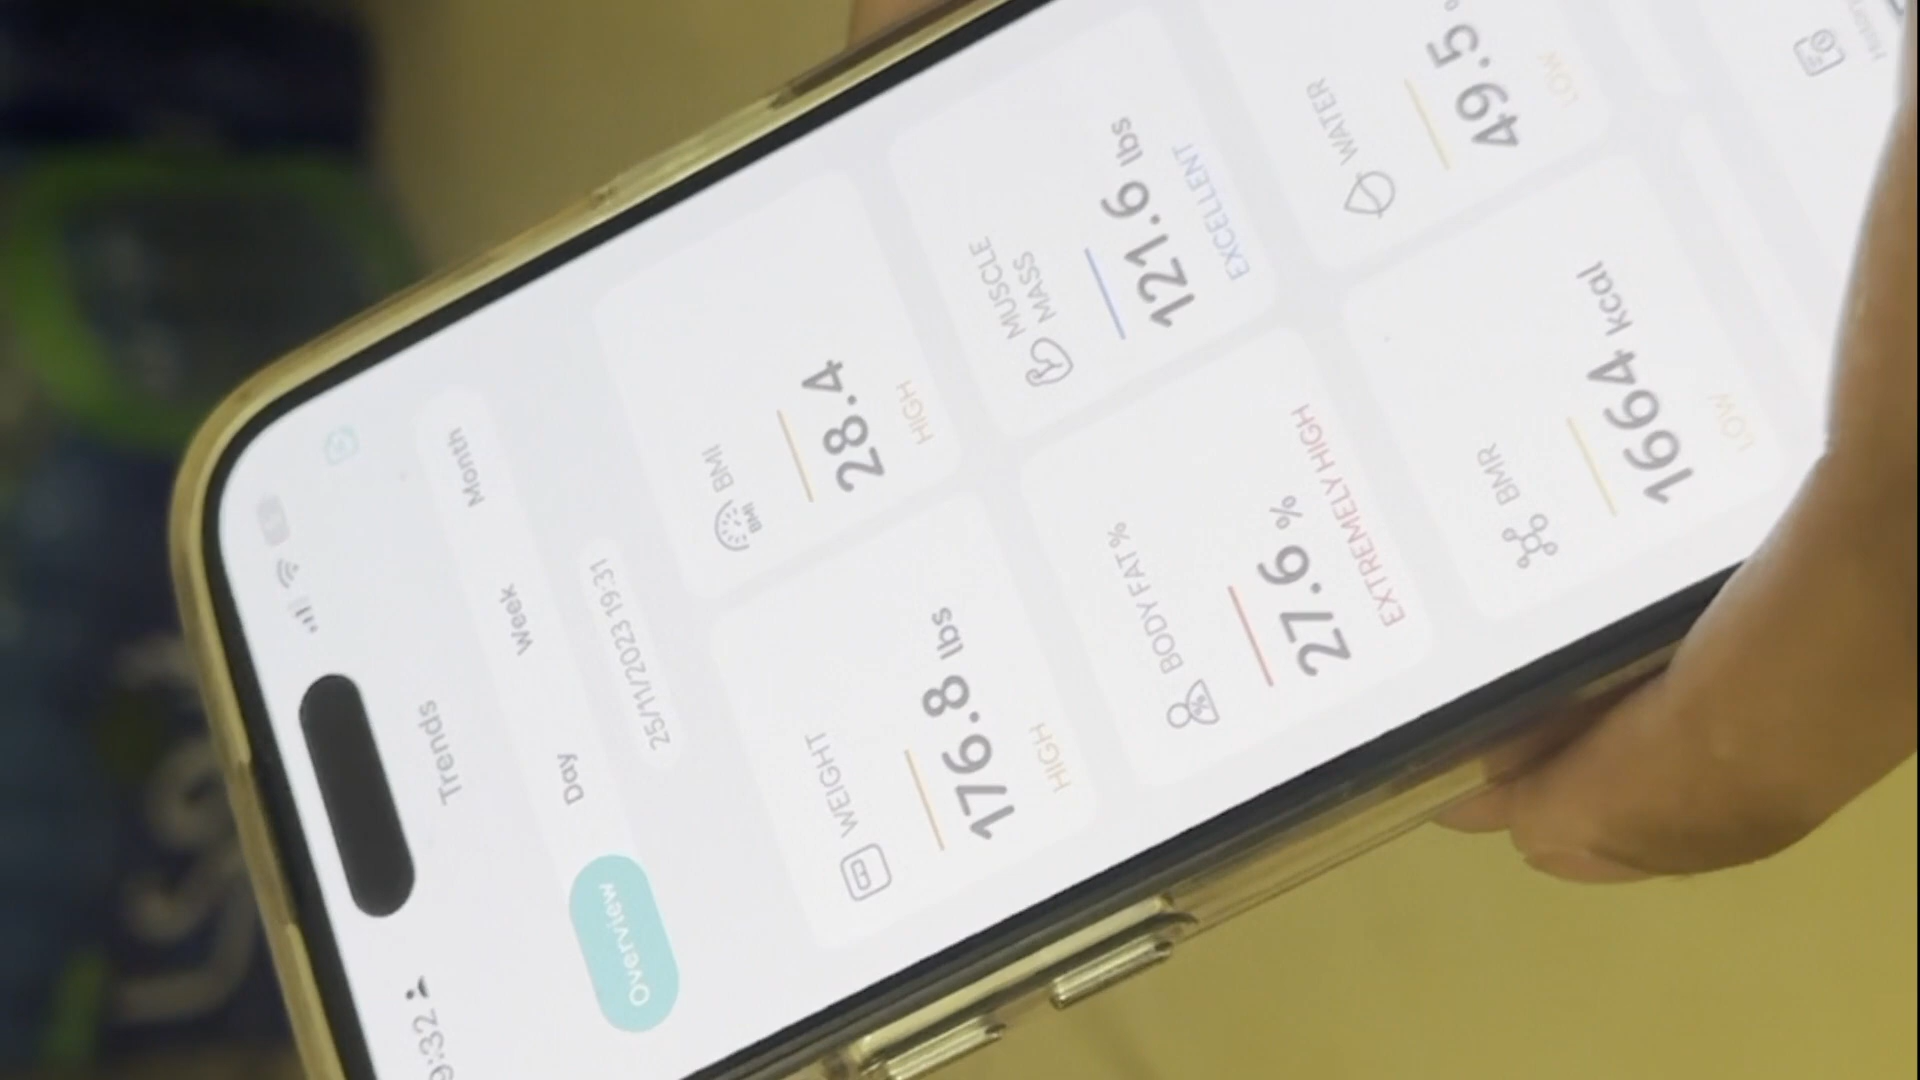 9:32
Trends
Overview Day Week Month
25/11/2023 19:31
WEIGHT
176.8 lbs
HIGH
BMI
BMI
28.4
HIGH
BODY FAT %
%
27.6 %
EXTREMELY HIGH
MUSCLE
MASS
121.6 lbs
EXCELLENT
BMR
1664 kcal
LOW
WATER
49.5 %
LOW